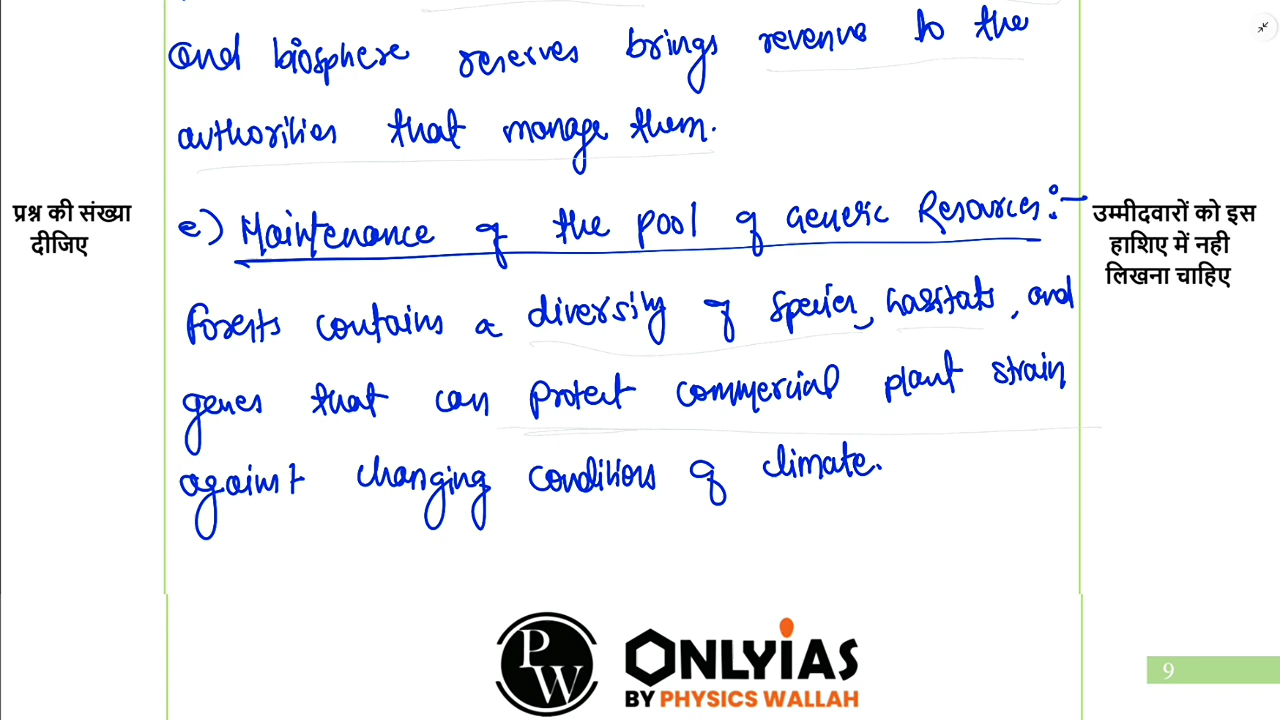 and biosphere reserves brings revenue to the
authorities that manage them.
प्रश्न की संख्या
दीजिए
e) Maintenance of the pool of Generic Resources:-
उम्मीदवारों को इस
हाशिए में नही
लिखना चाहिए
Forests contains a diversity of species, habitats, and
genes that can protect commercial plant strain
against changing conditions of climate.
PW
ONLYIAS
BY PHYSICS WALLAH
9